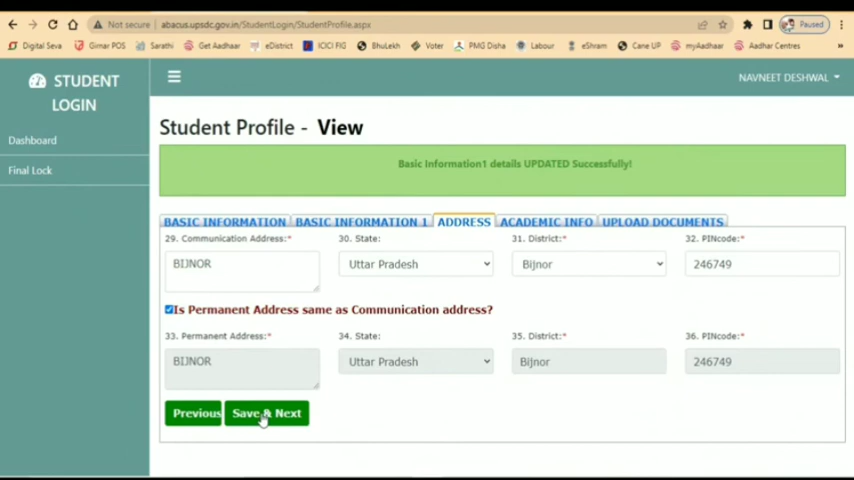 Not secure | abacus.upsdc.gov.in/StudentLogin/StudentProfile.aspx Paused
Digital Seva Girnar POS Sarathi Get Aadhaar eDistrict ICICI FIG BhuLekh Voter PMG Disha Labour eShram Cane UP myAadhaar Aadhar Centres »
STUDENT LOGIN
NAVNEET DESHWAL
Dashboard
Final Lock
Student Profile - View
Basic Information1 details UPDATED Successfully!
BASIC INFORMATION BASIC INFORMATION 1 ADDRESS ACADEMIC INFO UPLOAD DOCUMENTS
29. Communication Address:* 30. State: 31. District:* 32. PINcode:*
BIJNOR Uttar Pradesh Bijnor 246749
Is Permanent Address same as Communication address?
33. Permanent Address:* 34. State: 35. District:* 36. PINcode:*
BIJNOR Uttar Pradesh Bijnor 246749
Previous Save & Next